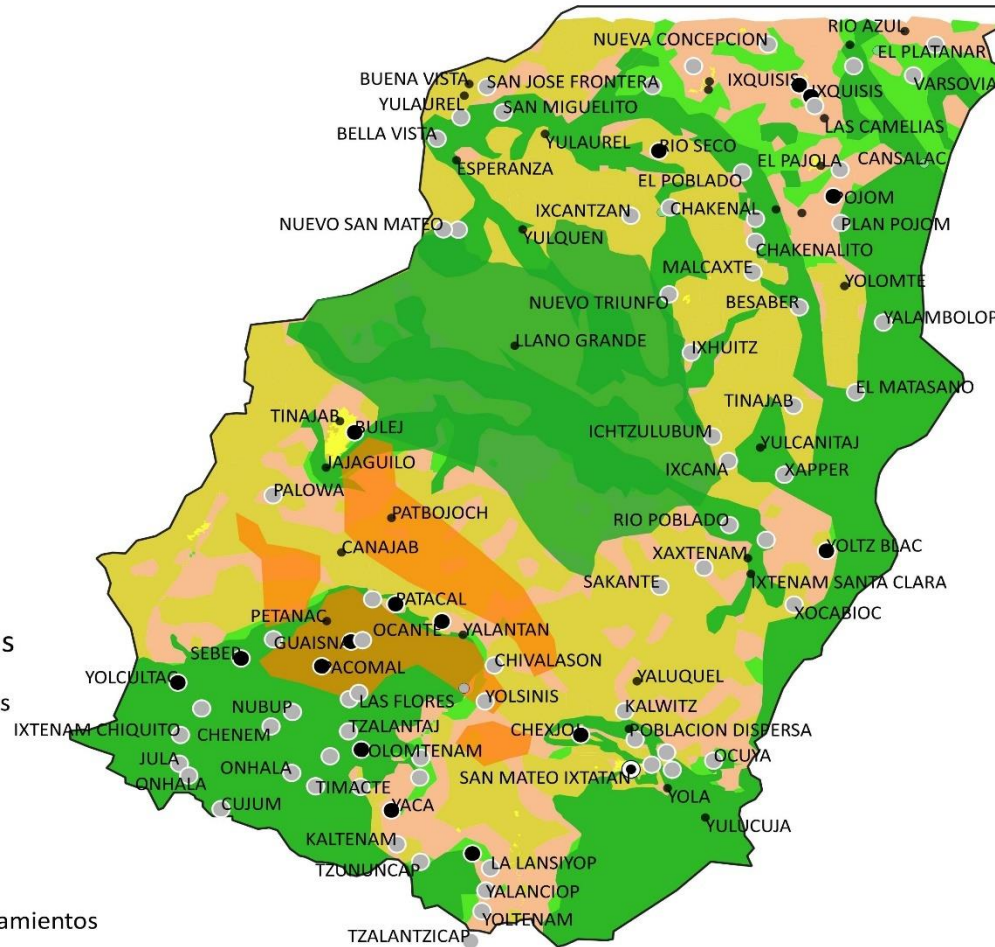 RIO AZUL
NUEVA CONCEPCION
EL PLATANAR
BUENA VISTA
SAN JOSE FRONTERA
IXQUISIS
VARSOVIA
YULAUREL
SAN MIGUELITO
IXQUISIS
LAS CAMELIAS
BELLA VISTA
YULAUREL
RIO SECO
ESPERANZA
EL PAJOLA
CANSALAC
EL POBLADO
POJOM
NUEVO SAN MATEO
IXCANTZAN
CHAKENAL
PLAN POJOM
YULQUEN
CHAKENALITO
MALCAXTE
YOLOMTE
NUEVO TRIUNFO
BESABER
YALAMBOLOP
LLANO GRANDE
IXHUITZ
EL MATASANO
TINAJAB
TINAJAB
BULEJ
ICHTZULUBUM
YULCANITAJ
JAJAGUILO
IXCANA
XAPPER
PALOWA
PATBOJOCH
RIO POBLADO
CANAJAB
XAXTENAM
YOLTZ BLAC
SAKANTE
IXTENAM SANTA CLARA
PATACAL
XOCABIOC
PETANAC
OCANTE
YALANTAN
GUAISNA
s
SEBEP
PACOMAL
CHIVALASON
YOLCULTAC
YALUQUEL
s
LAS FLORES
YOLSINIS
NUBUP
KALWITZ
IXTENAM CHIQUITO
CHENEM
TZALANTAJ
CHEXJOI
POBLACION DISPERSA
OLOMTENAM
JULA
ONHALA
OCUYA
ONHALA
TIMACTE
SAN MATEO IXTATAN
YOLA
CUJUM
YACA
YULUCUJA
KALTENAM
TZUNUNCAP
LA LANSIYOP
YALANCIOP
YOLTENAM
amientos
TZALANTZICAP